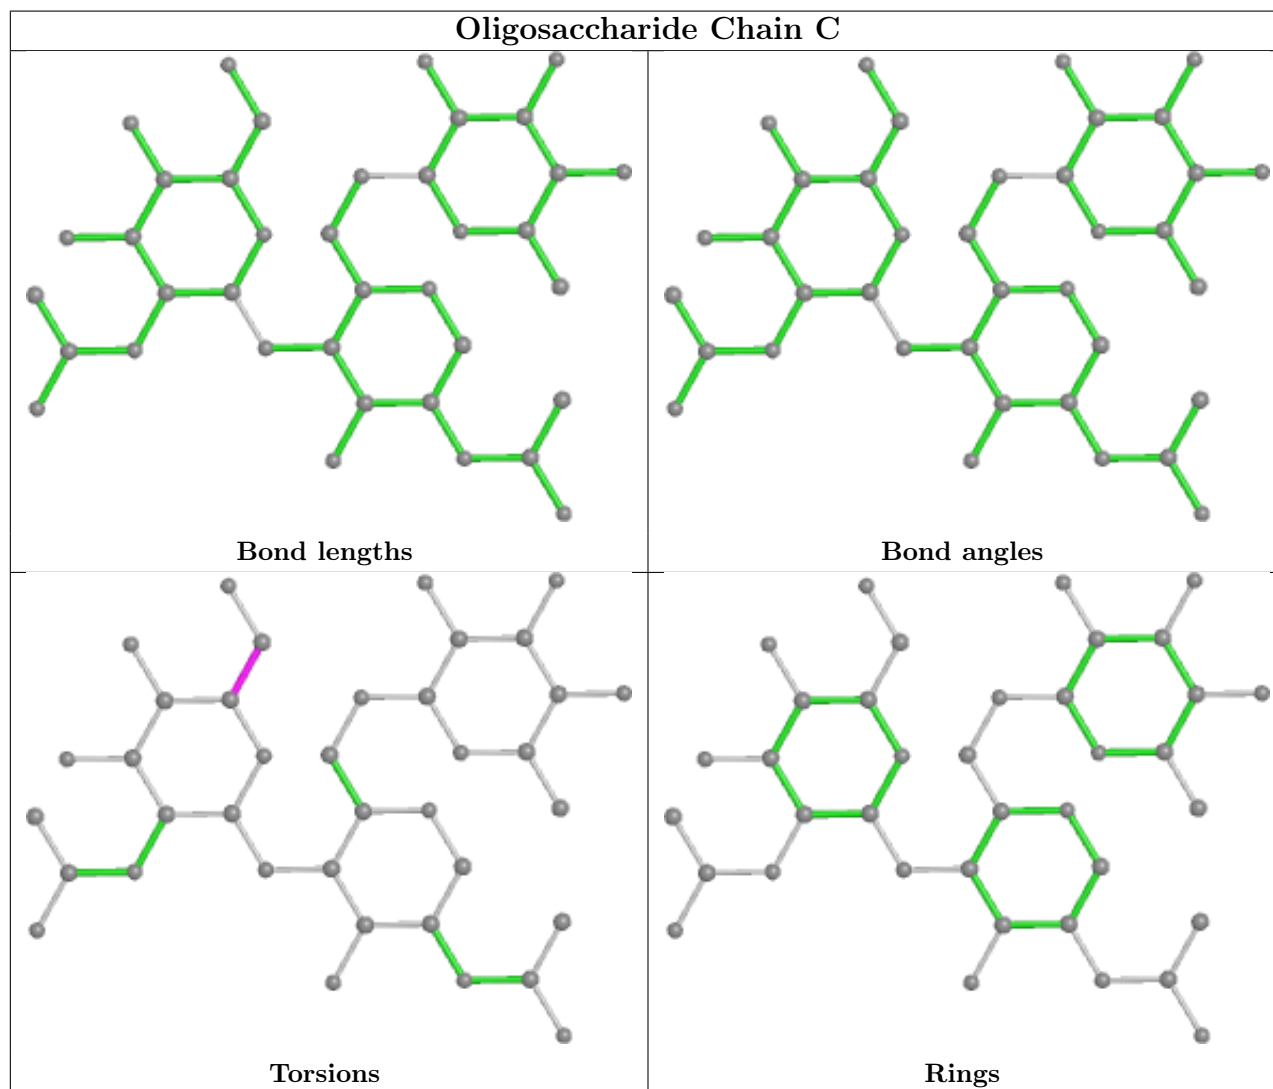 Oligosaccharide Chain C
Bond lengths
Bond angles
Torsions
Rings